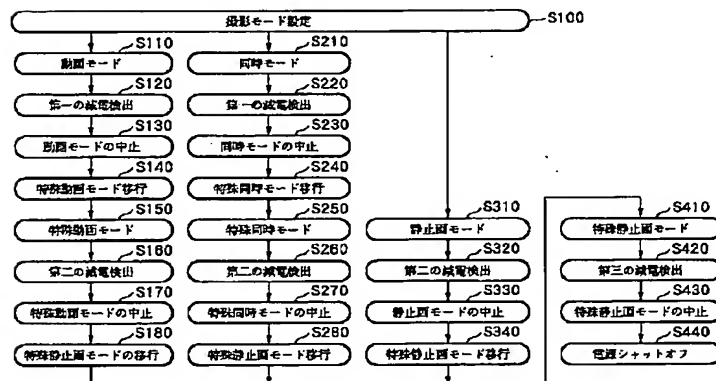 撮影モード設定 S100
S110
動画モード
S120
第一の減電検出
S130
動画モードの中止
S140
特殊動画モード移行
S150
特殊動画モード
S160
第二の減電検出
S170
特殊動画モードの中止
S180
特殊静止画モードの移行
S210
同時モード
S220
第一の減電検出
S230
同時モードの中止
S240
特殊同時モード移行
S250
特殊同時モード
S260
第二の減電検出
S270
特殊同時モードの中止
S280
特殊静止画モード移行
S310
静止画モード
S320
第二の減電検出
S330
静止画モードの中止
S340
特殊静止画モード移行
S410
特殊静止画モード
S420
第三の減電検出
S430
特殊静止画モードの中止
S440
電源シャットオフ